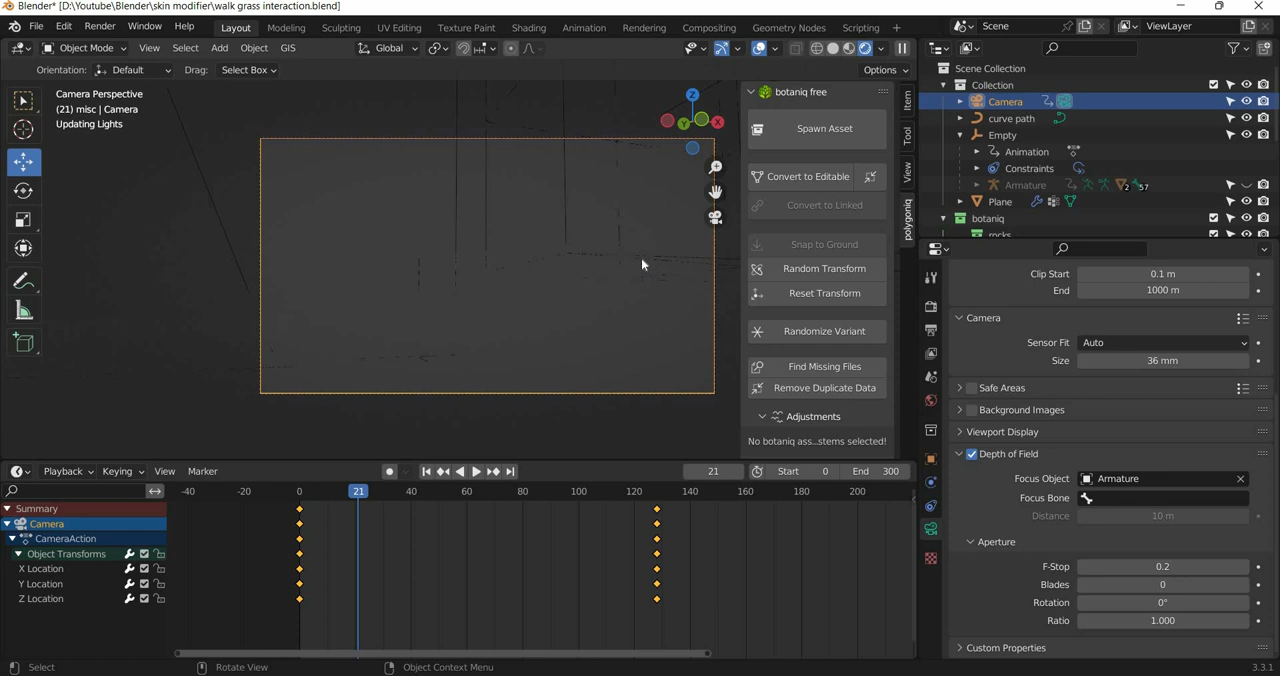 Blender* [D:\Youtube\Blender\skin modifier\walk grass interaction.blend]
File Edit Render Window Help Layout Modeling Sculpting UV Editing Texture Paint Shading Animation Rendering Compositing Geometry Nodes Scripting + Scene ViewLayer
Object Mode View Select Add Object GIS Global
Orientation: Default Drag: Select Box Options
Camera Perspective
(21) misc | Camera
Updating Lights
Z
X
Y
botaniq free
Spawn Asset
Convert to Editable
Convert to Linked
Snap to Ground
Random Transform
Reset Transform
Randomize Variant
Find Missing Files
Remove Duplicate Data
Adjustments
No botaniq ass...stems selected!
Item
Tool
View
polygoniq
Scene Collection
Collection
Camera
curve path
Empty
Animation
Constraints
Armature 2 57
Plane
botaniq
rocks
Clip Start 0.1 m
End 1000 m
Camera
Sensor Fit Auto
Size 36 mm
Safe Areas
Background Images
Viewport Display
Depth of Field
Focus Object Armature
Focus Bone
Distance 10 m
Aperture
F-Stop 0.2
Blades 0
Rotation 0°
Ratio 1.000
Custom Properties
Playback Keying View Marker 21 Start 0 End 300
-40 -20 0 21 40 60 80 100 120 140 160 180 200
Summary
Camera
CameraAction
Object Transforms
X Location
Y Location
Z Location
Select Rotate View Object Context Menu 3.3.1